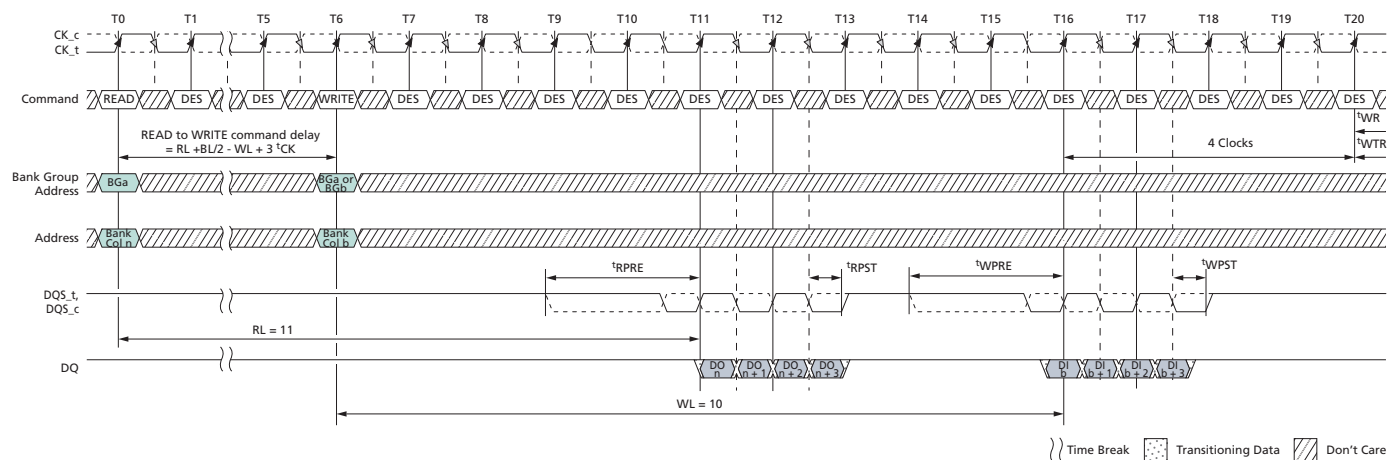 T0 T1 T5 T6 T7 T8 T9 T10 T11 T12 T13 T14 T15 T16 T17 T18 T19 T20
CK_c
CK_t
Command READ DES DES WRITE DES DES DES DES DES DES DES DES DES DES DES DES DES DES
READ to WRITE command delay
= RL +BL/2 - WL + 3 tCK
4 Clocks
tWR
tWTR
Bank Group
Address
BGa
BGa or
BGb
Address
Bank
Col n
Bank
Col b
tRPRE tRPST tWPRE tWPST
DQS_t,
DQS_c
RL = 11
DQ
DO
n
DO
n + 1
DO
n + 2
DO
n + 3
DI
b
DI
b + 1
DI
b + 2
DI
b + 3
WL = 10
Time Break Transitioning Data Don't Care